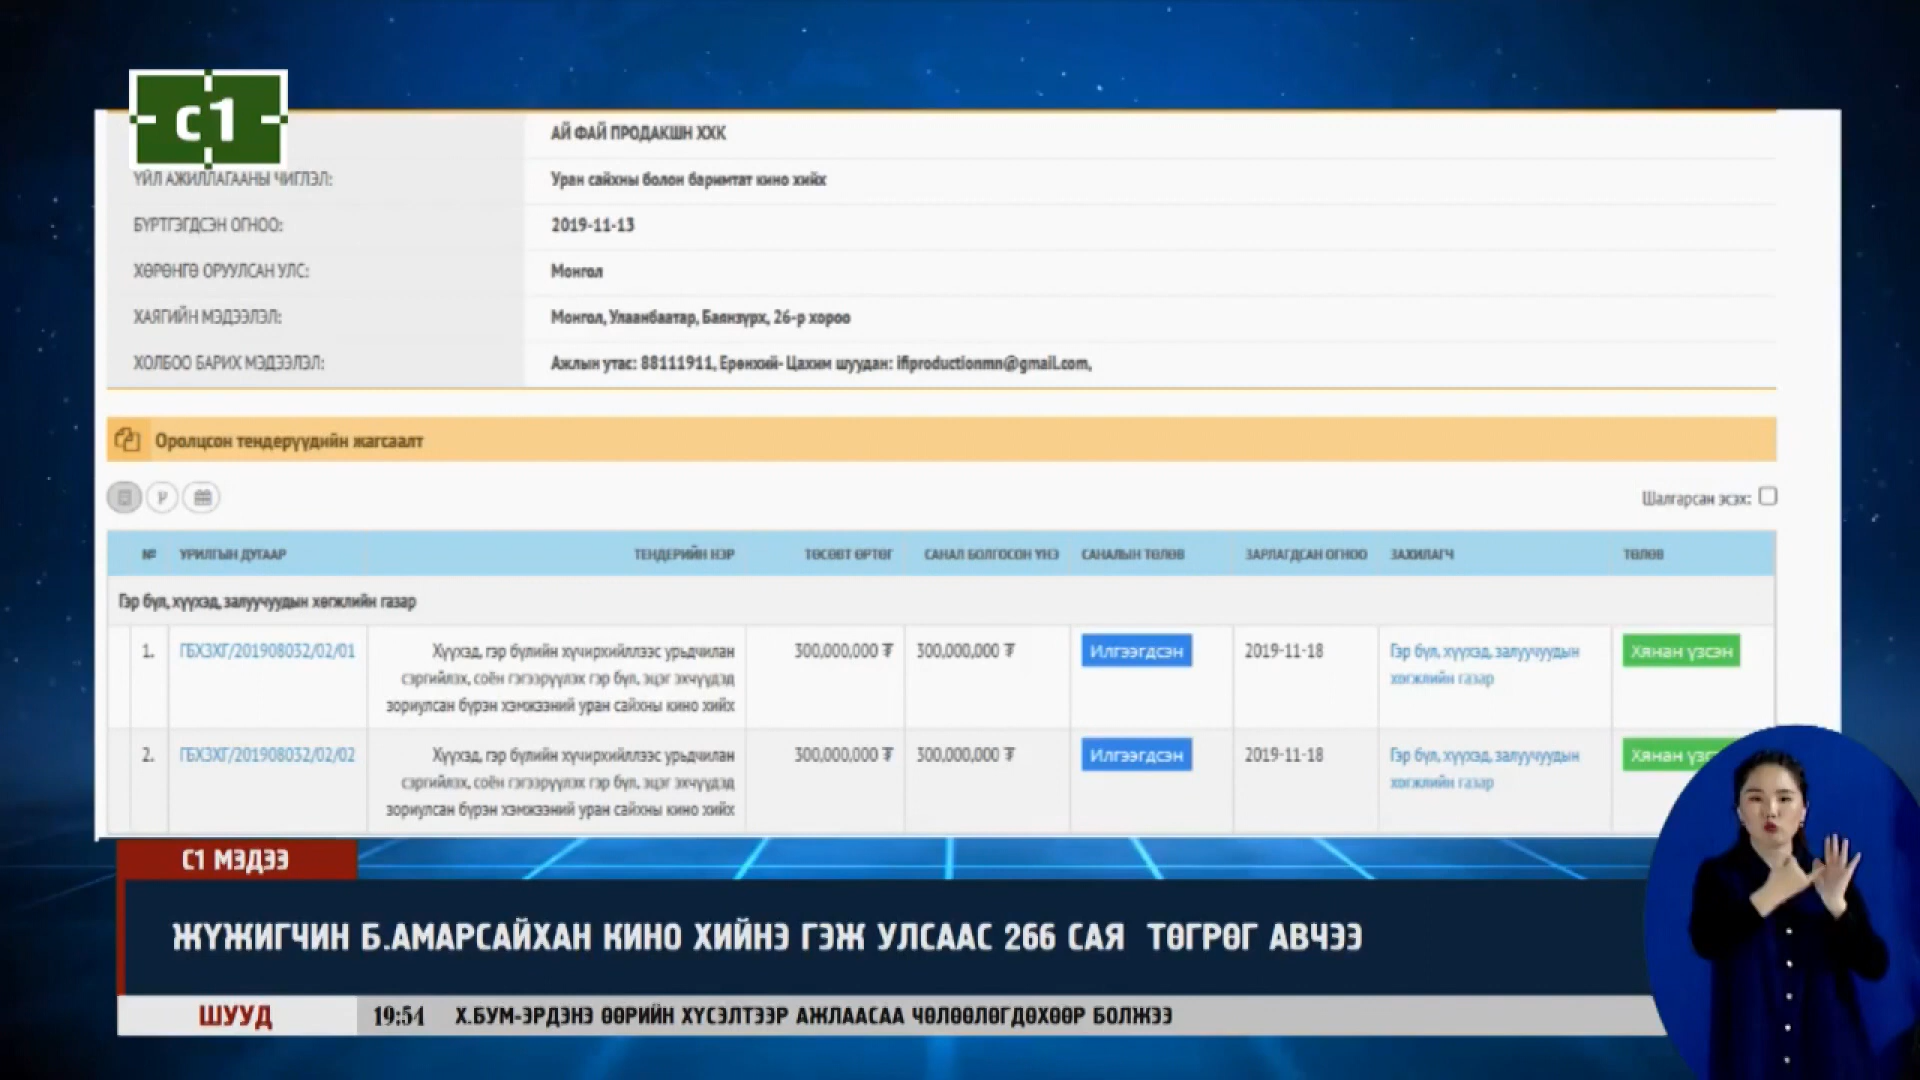 c1
АЙ ФАЙ ПРОДАКШН ХХК
ҮЙЛ АЖИЛЛАГААНЫ ЧИГЛЭЛ: Уран сайхны болон баримтат кино хийх
БҮРТГЭГДСЭН ОГНОО: 2019-11-13
ХӨРӨНГӨ ОРУУЛСАН УЛС: Монгол
ХАЯГИЙН МЭДЭЭЛЭЛ: Монгол, Улаанбаатар, Баянзүрх, 26-р хороо
ХОЛБОО БАРИХ МЭДЭЭЛЭЛ: Ажлын утас: 88111911, Ерөнхий- Цахим шуудан: ifiproductionmn@gmail.com,
Оролцсон тендерүүдийн жагсаалт
Шалгарсан эсэх:
№ УРИЛГЫН ДУГААР ТЕНДЕРИЙН НЭР ТӨСӨВТ ӨРТӨГ САНАЛ БОЛГОСОН ҮНЭ САНАЛЫН ТӨЛӨВ ЗАРЛАГДСАН ОГНОО ЗАХИЛАГЧ ТӨЛӨВ
Гэр бүл, хүүхэд, залуучуудын хөгжлийн газар
1. ГБХЗХГ/201908032/02/01 Хүүхэд, гэр бүлийн хүчирхийллээс урьдчилан 300,000,000 ₮ 300,000,000 ₮ Илгээгдсэн 2019-11-18 Гэр бүл, хүүхэд, залуучуудын Хянан үзсэн
сэргийлэх, соён гэгээрүүлэх гэр бүл, эцэг эхчүүдэд хөгжлийн газар
зориулсан бүрэн хэмжээний уран сайхны кино хийх
2. ГБХЗХГ/201908032/02/02 Хүүхэд, гэр бүлийн хүчирхийллээс урьдчилан 300,000,000 ₮ 300,000,000 ₮ Илгээгдсэн 2019-11-18 Гэр бүл, хүүхэд, залуучуудын Хянан үзс
сэргийлэх, соён гэгээрүүлэх гэр бүл, эцэг эхчүүдэд хөгжлийн газар
зориулсан бүрэн хэмжээний уран сайхны кино хийх
С1 МЭДЭЭ
ЖҮЖИГЧИН Б.АМАРСАЙХАН КИНО ХИЙНЭ ГЭЖ УЛСААС 266 САЯ ТӨГРӨГ АВЧЭЭ
ШУУД 19:54 Х.БУМ-ЭРДЭНЭ ӨӨРИЙН ХҮСЭЛТЭЭР АЖЛААСАА ЧӨЛӨӨЛӨГДӨХӨӨР БОЛЖЭЭ